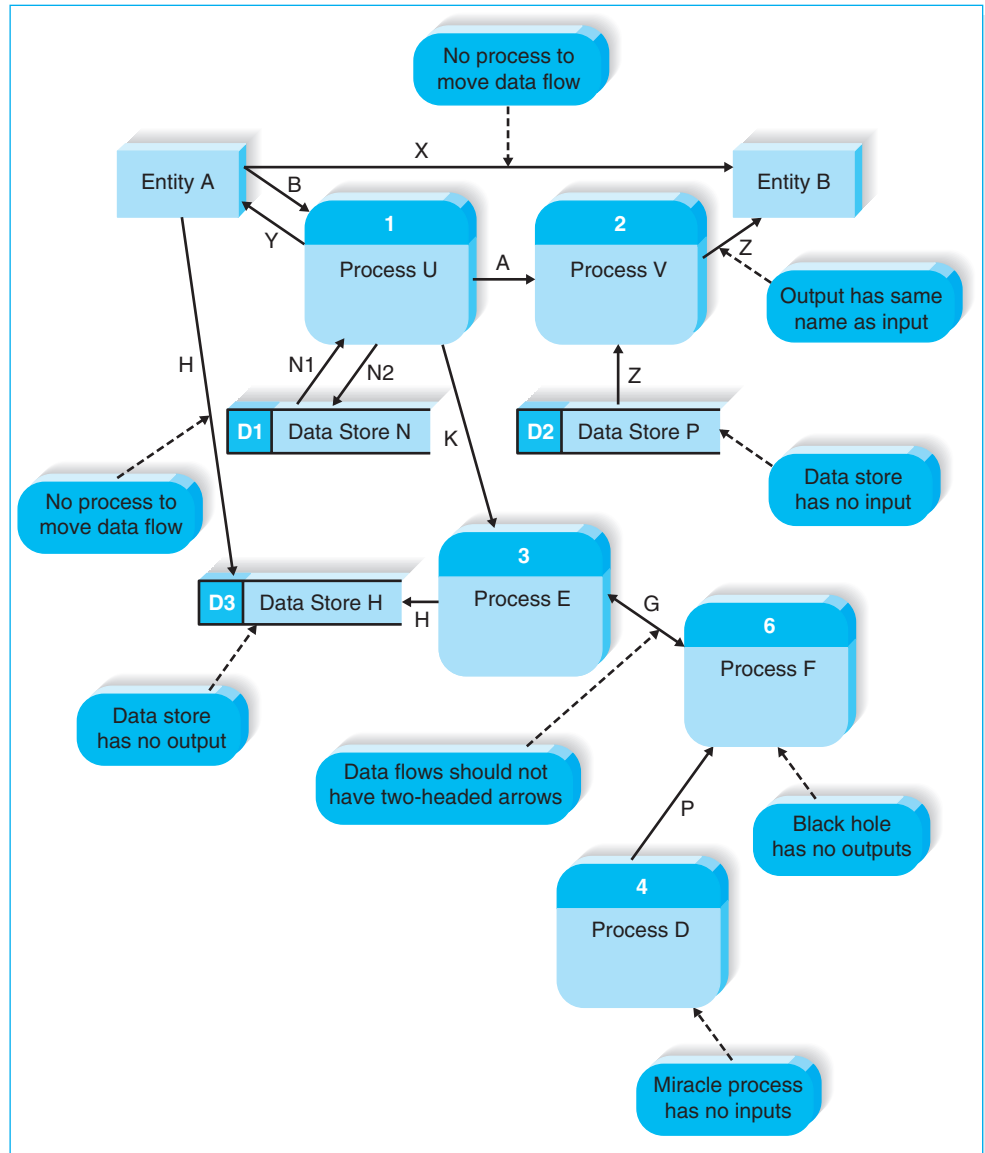 No process to
move data flow
X
Entity A
Entity B
B
1
2
Y
Z
Process U
A
Process V
Output has same
name as input
H
N1
N2
Z
D1 Data Store N
D2 Data Store P
K
Data store
has no input
No process to
move data flow
3
D3 Data Store H
Process E
G
H
6
Process F
Data store
has no output
Data flows should not
have two-headed arrows
P
Black hole
has no outputs
4
Process D
Miracle process
has no inputs